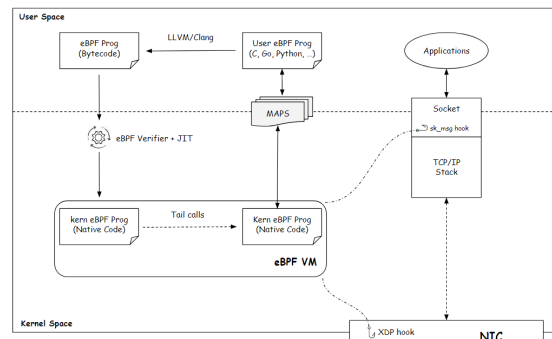 User Space
eBPF Prog
(Bytecode)
LLVM/Clang
User eBPF Prog
(C, Go, Python, ...)
Applications
MAPS
Socket
sk_msg hook
eBPF Verifier + JIT
TCP/IP
Stack
kern eBPF Prog
(Native Code)
Tail calls
Kern eBPF Prog
(Native Code)
eBPF VM
Kernel Space
XDP hook
NIC